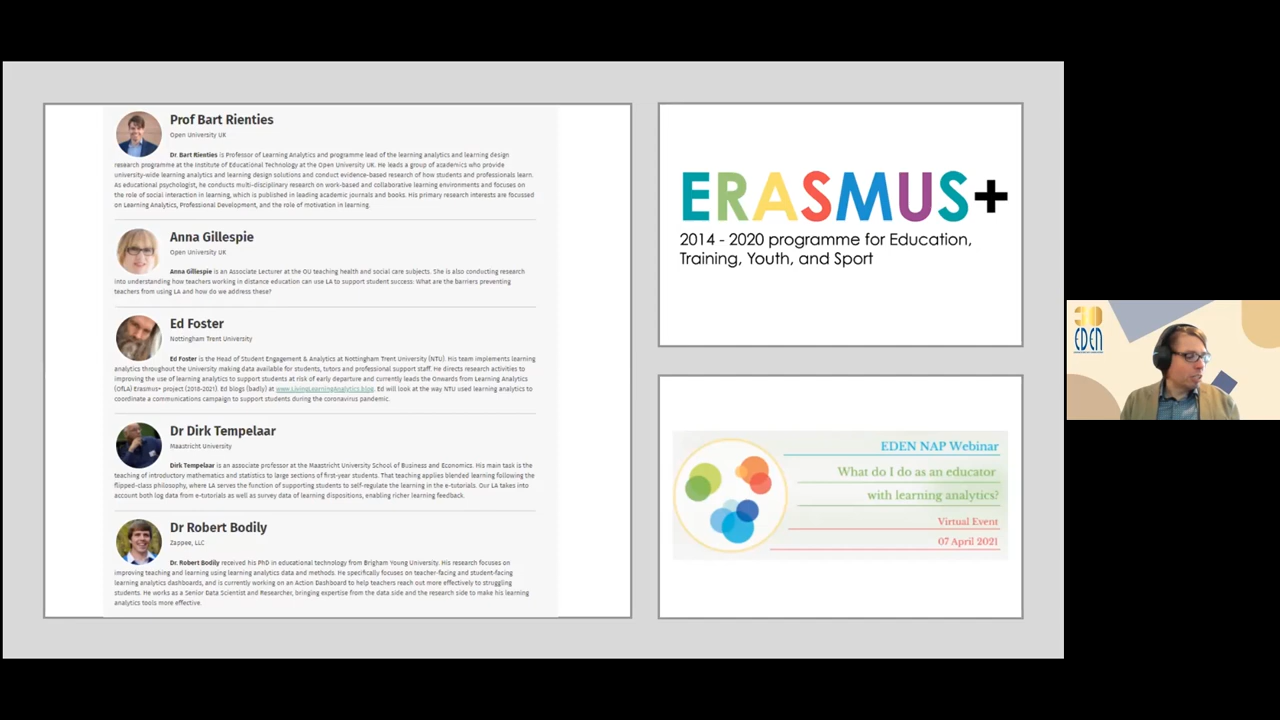 Prof Bart Rienties
Open University UK
Dr. Bart Rienties is Professor of Learning Analytics and programme lead of the learning analytics and learning design
research programme at the Institute of Educational Technology at the Open University UK. He leads a group of academics who provide
university-wide learning analytics and learning design solutions and conduct evidence-based research of how students and professionals learn.
As educational psychologist, he conducts multi-disciplinary research on work-based and collaborative learning environments and focuses on
the role of social interaction in learning, which is published in leading academic journals and books. His primary research interests are focussed
on Learning Analytics, Professional Development, and the role of motivation in learning.
Anna Gillespie
Open University UK
Anna Gillespie is an Associate Lecturer at the OU teaching health and social care subjects. She is also conducting research
into understanding how teachers working in distance education can use LA to support student success: What are the barriers preventing
teachers from using LA and how do we address these?
Ed Foster
Nottingham Trent University
Ed Foster is the Head of Student Engagement & Analytics at Nottingham Trent University (NTU). His team implements learning
analytics throughout the University making data available for students, tutors and professional support staff. He directs research activities to
improving the use of learning analytics to support students at risk of early departure and currently leads the Onwards from Learning Analytics
(OfLA) Erasmus+ project (2018-2021). Ed blogs (badly) at www.LivingLearningAnalytics.blog. Ed will look at the way NTU used learning analytics to
coordinate a communications campaign to support students during the coronavirus pandemic.
Dr Dirk Tempelaar
Maastricht University
Dirk Tempelaar is an associate professor at the Maastricht University School of Business and Economics. His main task is the
teaching of introductory mathematics and statistics to large sections of first-year students. That teaching applies blended learning following the
flipped-class philosophy, where LA serves the function of supporting students to self-regulate the learning in the e-tutorials. Our LA takes into
account both log data from e-tutorials as well as survey data of learning dispositions, enabling richer learning feedback.
Dr Robert Bodily
Zappee, LLC
Dr. Robert Bodily received his PhD in educational technology from Brigham Young University. His research focuses on
improving teaching and learning using learning analytics data and methods. He specifically focuses on teacher-facing and student-facing
learning analytics dashboards, and is currently working on an Action Dashboard to help teachers reach out more effectively to struggling
students. He works as a Senior Data Scientist and Researcher, bringing expertise from the data side and the research side to make his learning
analytics tools more effective.
ERASMUS+
2014 - 2020 programme for Education,
Training, Youth, and Sport
EDEN NAP Webinar
What do I do as an educator
with learning analytics?
Virtual Event
07 April 2021
30
EDEN